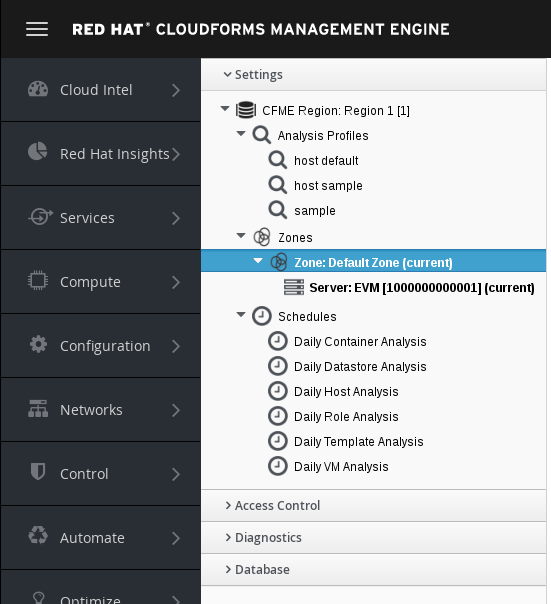 RED HAT® CLOUDFORMS MANAGEMENT ENGINE
Cloud Intel
Red Hat Insights
Services
Compute
Configuration
Networks
Control
Automate
Optimize
Settings
CFME Region: Region 1 [1]
Analysis Profiles
host default
host sample
sample
Zones
Zone: Default Zone (current)
Server: EVM [1000000000001] (current)
Schedules
Daily Container Analysis
Daily Datastore Analysis
Daily Host Analysis
Daily Role Analysis
Daily Template Analysis
Daily VM Analysis
Access Control
Diagnostics
Database